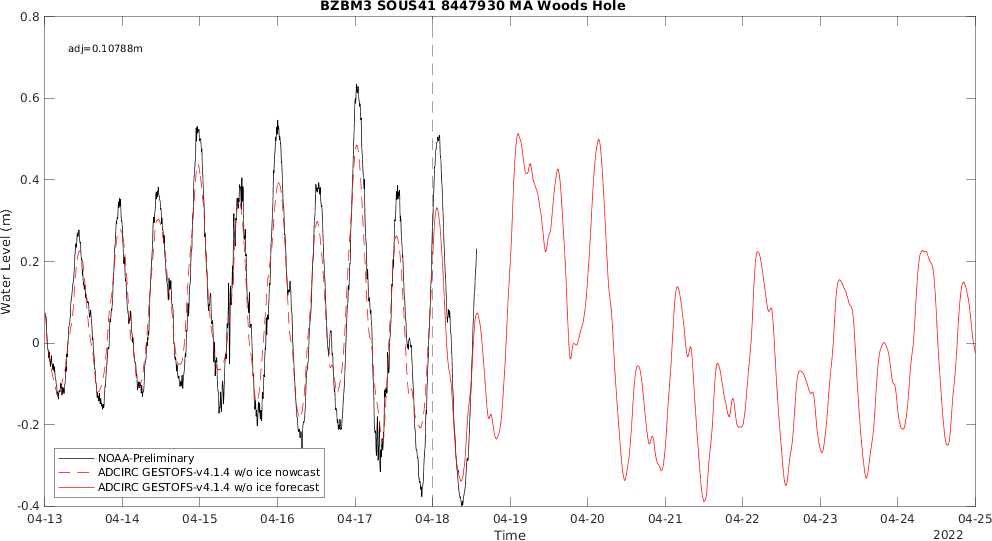 BZBM3 SOUS41 8447930 MA Woods Hole
adj=0.10788m
Water Level (m)
0.8
0.6
0.4
0.2
0
-0.2
-0.4
NOAA-Preliminary
ADCIRC GESTOFS-v4.1.4 w/o ice nowcast
ADCIRC GESTOFS-v4.1.4 w/o ice forecast
04-13 04-14 04-15 04-16 04-17 04-18 04-19 04-20 04-21 04-22 04-23 04-24 04-25
Time
2022